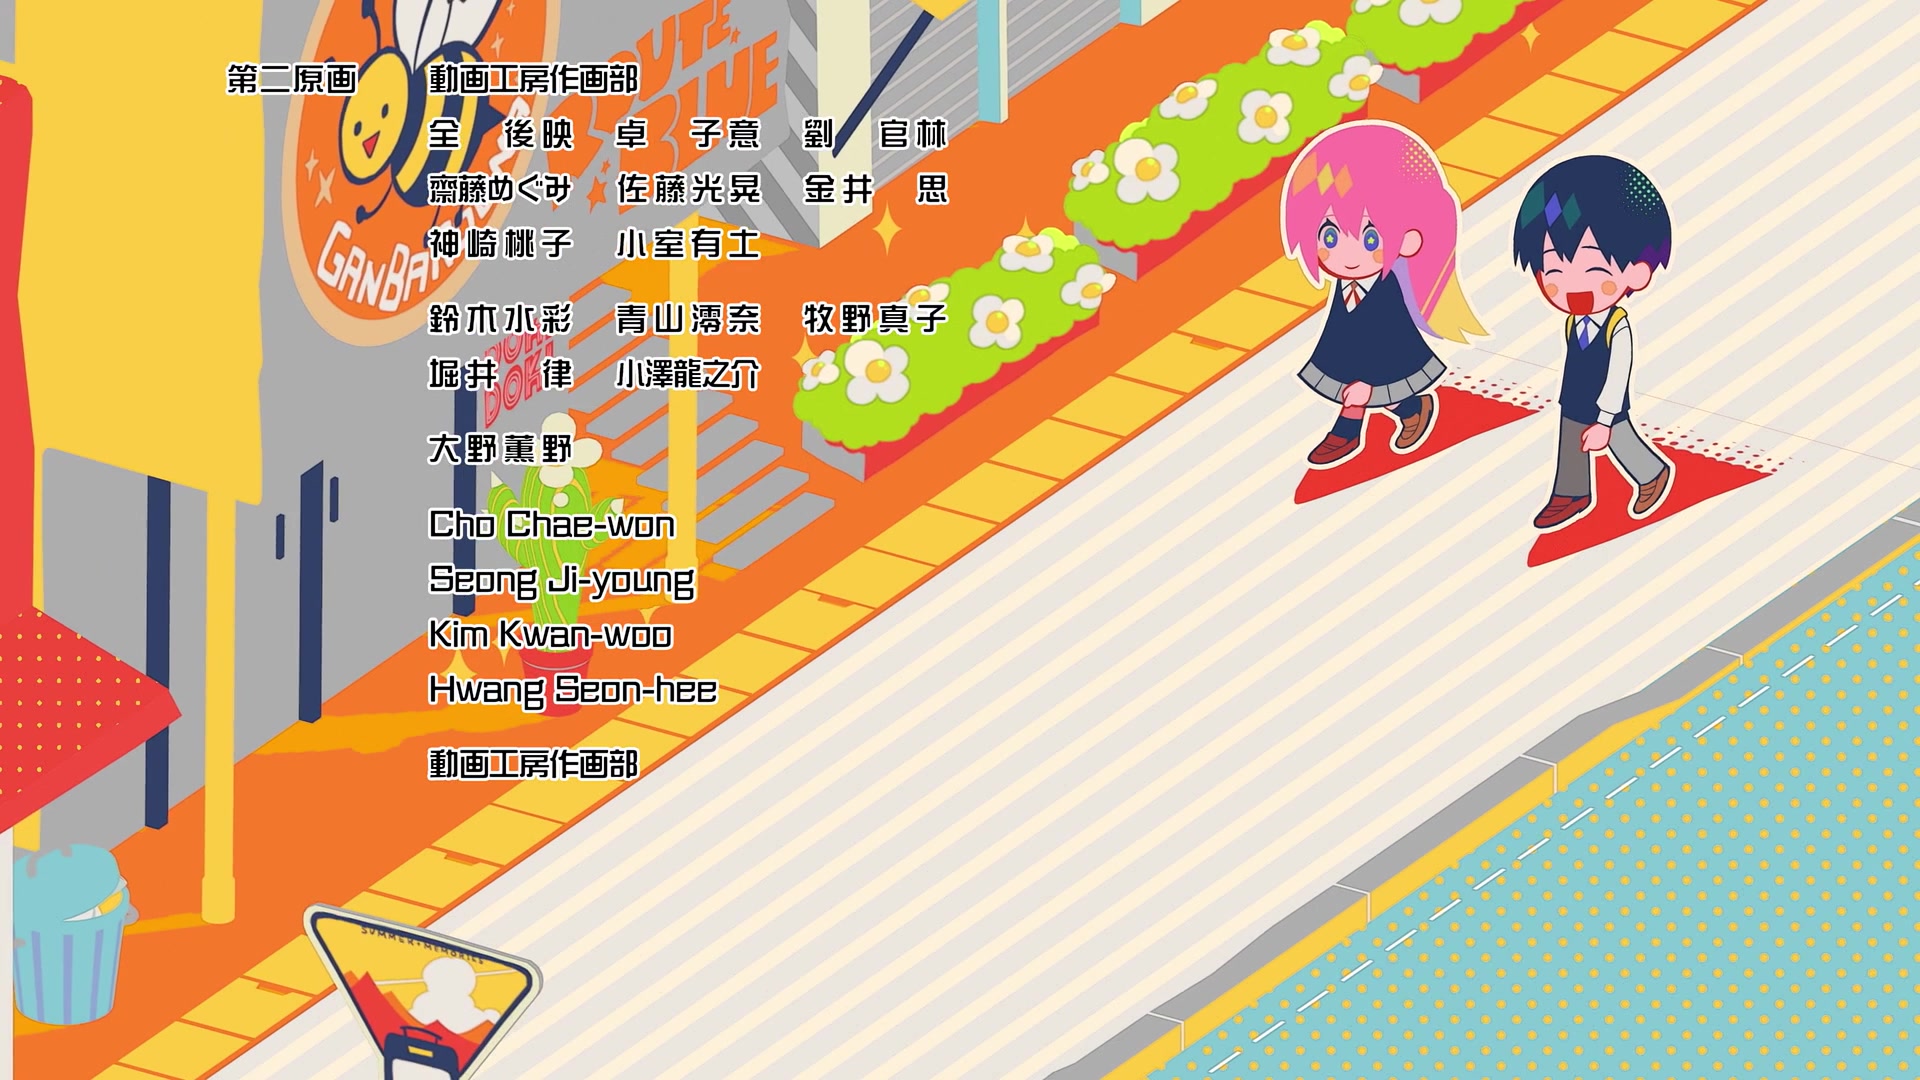 第二原画 動画工房作画部
全 後映 卓 子意 劉 官林
齋藤めぐみ 佐藤光晃 金井 思
神崎桃子 小室有士
鈴木水彩 青山澪奈 牧野真子
堀井 律 小澤龍之介
大野薫野
Cho Chae-won
Seong Ji-young
Kim Kwan-woo
Hwang Seon-hee
動画工房作画部
DOKI
SUMMER・MEMORIES